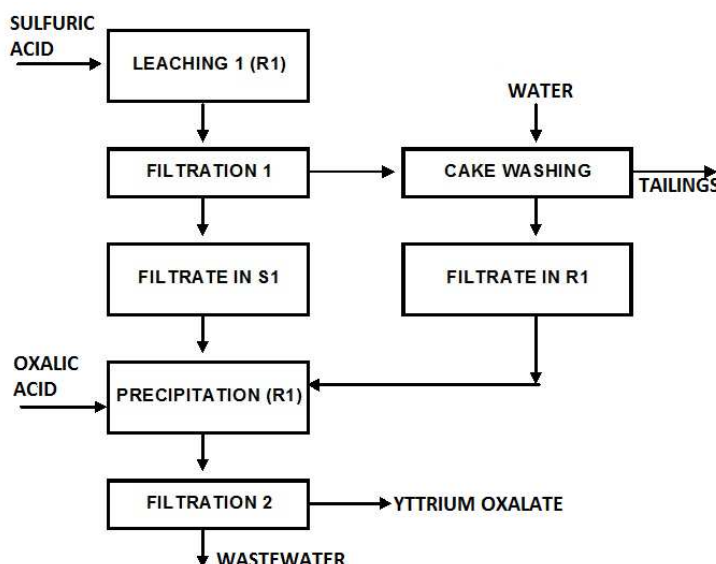 SULFURIC
ACID
LEACHING 1 (R1)
WATER
FILTRATION 1
CAKE WASHING
TAILINGS
FILTRATE IN S1
FILTRATE IN R1
OXALIC
ACID
PRECIPITATION (R1)
FILTRATION 2
YTTRIUM OXALATE
WASTEWATER